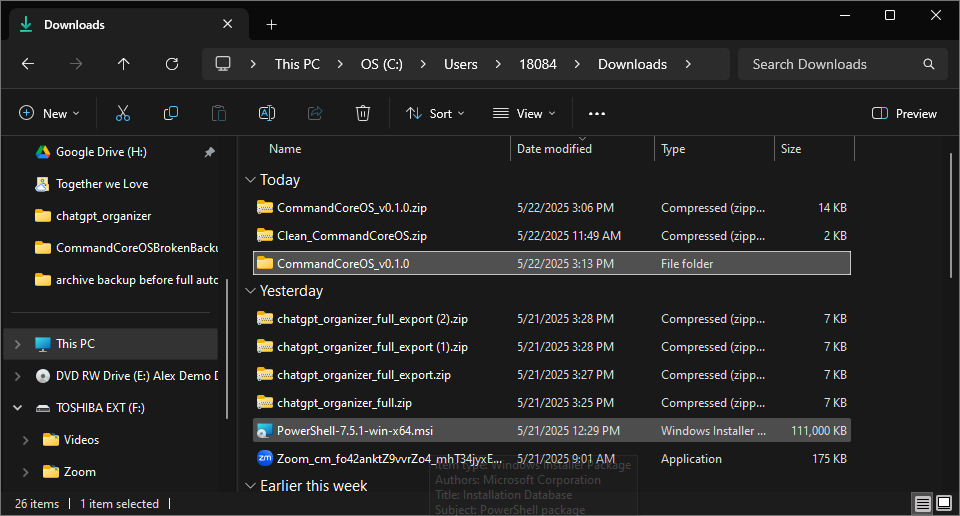 Downloads
This PC > OS (C:) > Users > 18084 > Downloads >
Search Downloads
New
Sort
View
Preview
Google Drive (H:)
Together we Love
chatgpt_organizer
CommandCoreOSBrokenBacku
archive backup before full auto
This PC
DVD RW Drive (E:) Alex Demo D
TOSHIBA EXT (F:)
Videos
Zoom
Name Date modified Type Size
Today
CommandCoreOS_v0.1.0.zip 5/22/2025 3:06 PM Compressed (zipp... 14 KB
Clean_CommandCoreOS.zip 5/22/2025 11:49 AM Compressed (zipp... 2 KB
CommandCoreOS_v0.1.0 5/22/2025 3:13 PM File folder
Yesterday
chatgpt_organizer_full_export (2).zip 5/21/2025 3:28 PM Compressed (zipp... 7 KB
chatgpt_organizer_full_export (1).zip 5/21/2025 3:28 PM Compressed (zipp... 7 KB
chatgpt_organizer_full_export.zip 5/21/2025 3:27 PM Compressed (zipp... 7 KB
chatgpt_organizer_full.zip 5/21/2025 3:25 PM Compressed (zipp... 7 KB
PowerShell-7.5.1-win-x64.msi 5/21/2025 12:29 PM Windows Installer ... 111,000 KB
zm Zoom_cm_fo42anktZ9vvrZo4_mhT34jyxE... 5/21/2025 9:01 AM Application 175 KB
Item type: Windows Installer Package
Authors: Microsoft Corporation
Title: Installation Database
Subject: PowerShell package
Earlier this week
26 items 1 item selected